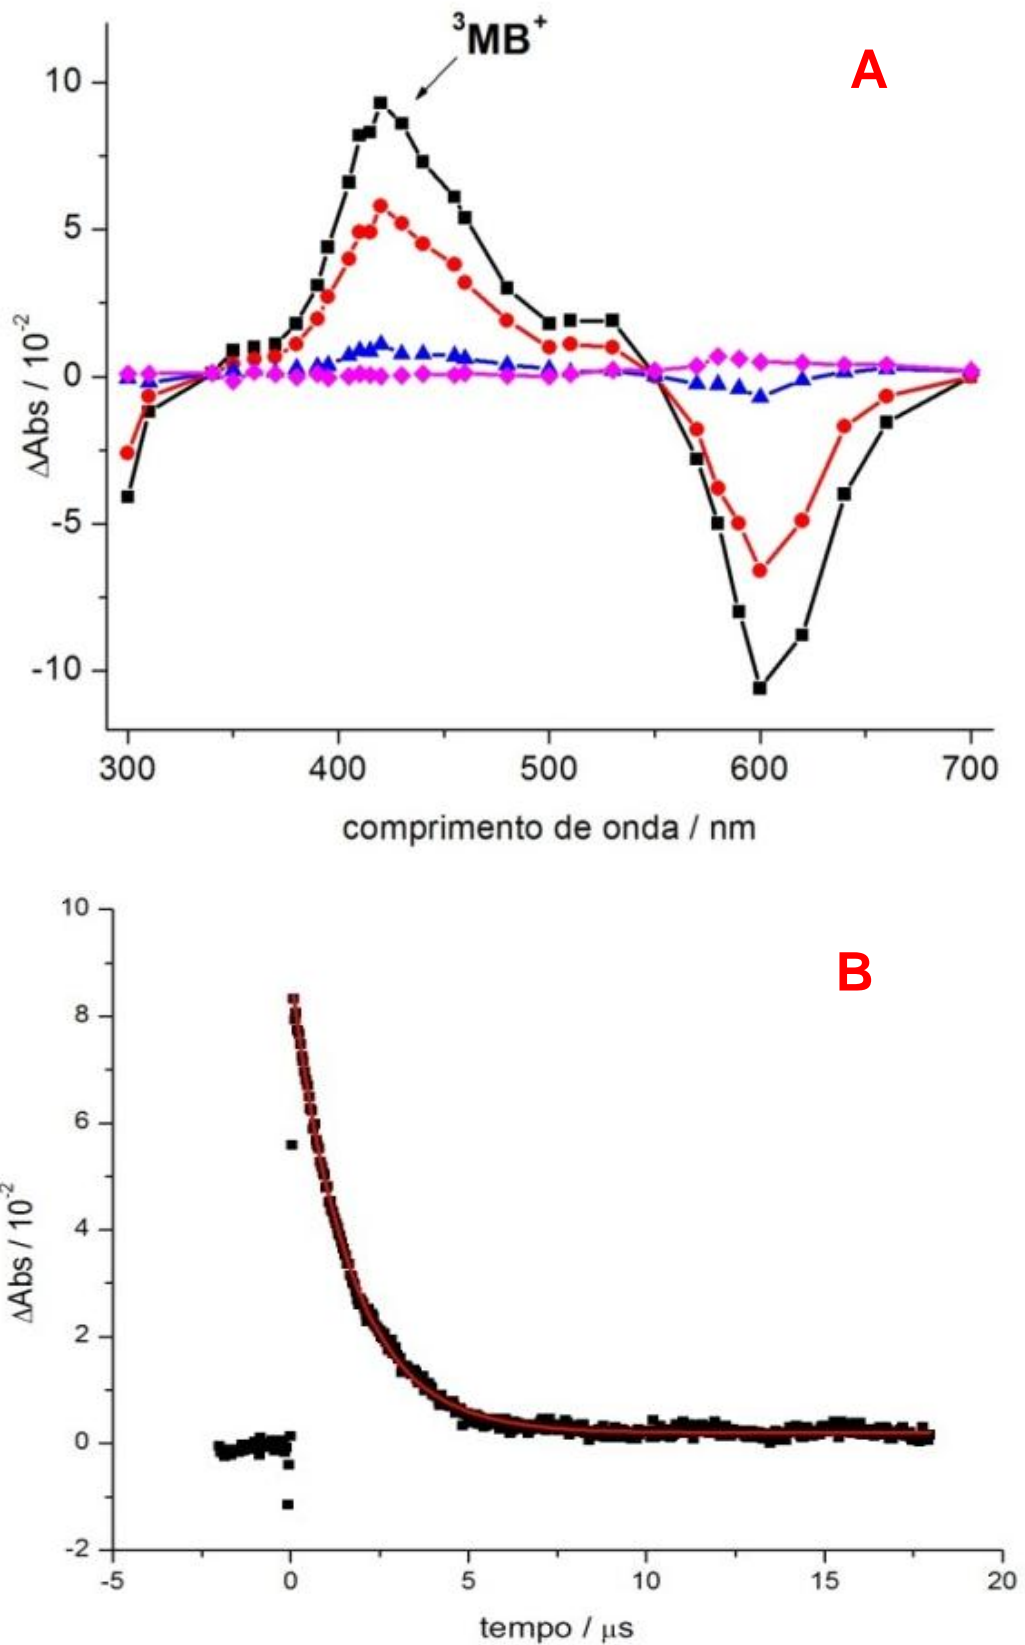 ³MB⁺
A
10
5
0
-5
-10
ΔAbs / 10⁻²
300 400 500 600 700
comprimento de onda / nm
B
10
8
6
4
2
0
-2
ΔAbs / 10⁻²
-5 0 5 10 15 20
tempo / μs